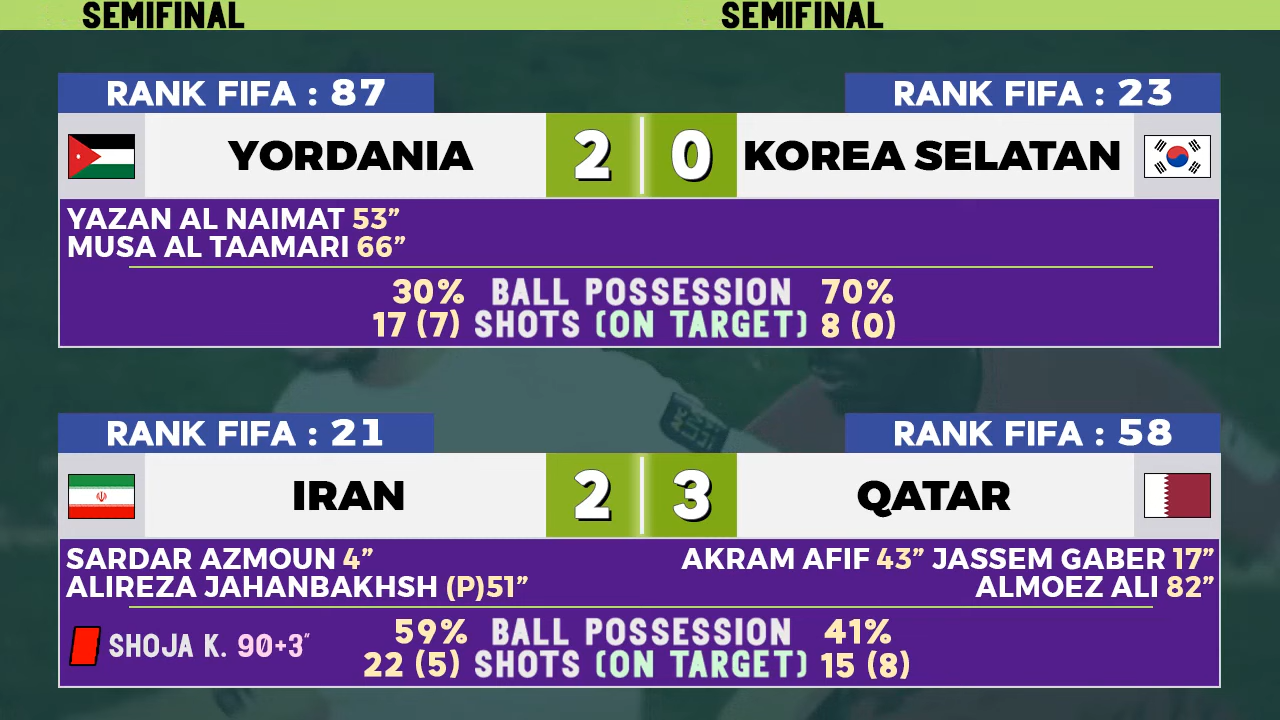 SEMIFINAL SEMIFINAL
RANK FIFA : 87 RANK FIFA : 23
YORDANIA 2 0 KOREA SELATAN
YAZAN AL NAIMAT 53”
MUSA AL TAAMARI 66”
30% BALL POSSESSION 70%
17 (7) SHOTS (ON TARGET) 8 (0)
RANK FIFA : 21 RANK FIFA : 58
IRAN 2 3 QATAR
SARDAR AZMOUN 4” AKRAM AFIF 43” JASSEM GABER 17”
ALIREZA JAHANBAKHSH (P)51” ALMOEZ ALI 82”
59% BALL POSSESSION 41%
SHOJA K. 90+3”
22 (5) SHOTS (ON TARGET) 15 (8)